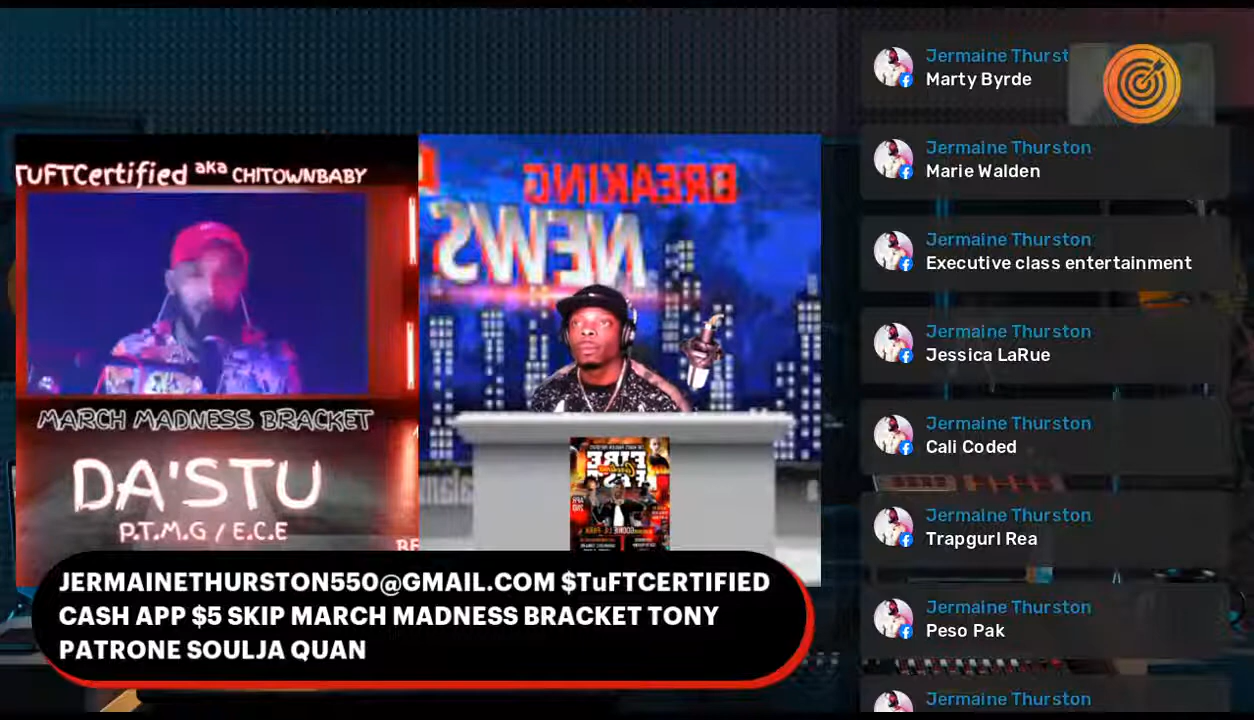 TUFTCertified aka CHITOWNBABY
MARCH MADNESS BRACKET
DA'STU
P.T.M.G / E.C.E
BREAKING
NEWS
FIRE
FEST
JERMAINETHURSTON550@GMAIL.COM $TuFTCERTIFIED
CASH APP $5 SKIP MARCH MADNESS BRACKET TONY
PATRONE SOULJA QUAN
Jermaine Thurst
Marty Byrde
Jermaine Thurston
Marie Walden
Jermaine Thurston
Executive class entertainment
Jermaine Thurston
Jessica LaRue
Jermaine Thurston
Cali Coded
Jermaine Thurston
Trapgurl Rea
Jermaine Thurston
Peso Pak
Jermaine Thurston